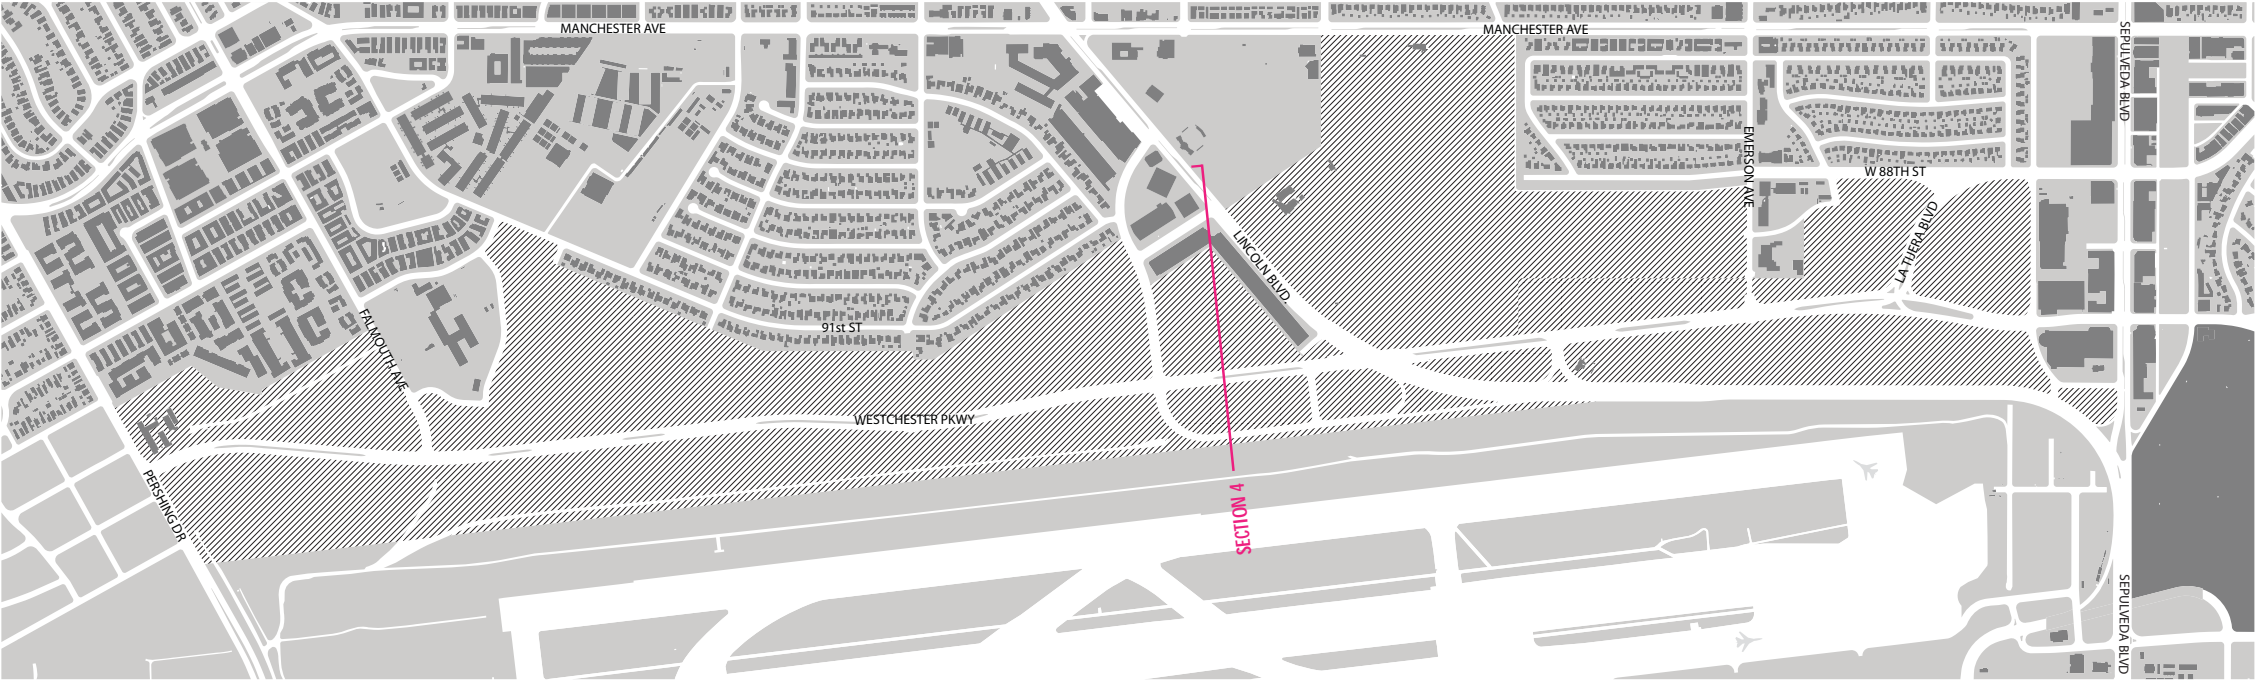 MANCHESTER AVE
MANCHESTER AVE
SEPULVEDA BLVD
EMERSON AVE
W 88TH ST
LA TIJERA BLVD
LINCOLN BLVD.
91st ST
FALMOUTH AVE
WESTCHESTER PKWY
PERSHING DR
SECTION 4
SEPULVEDA BLVD